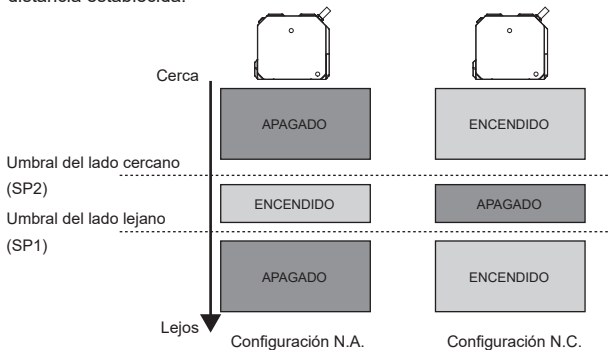 distancia establecida.
Cerca
APAGADO
ENCENDIDO
Umbral del lado cercano
(SP2)
ENCENDIDO
APAGADO
Umbral del lado lejano
(SP1)
APAGADO
ENCENDIDO
Lejos
Configuración N.A.
Configuración N.C.